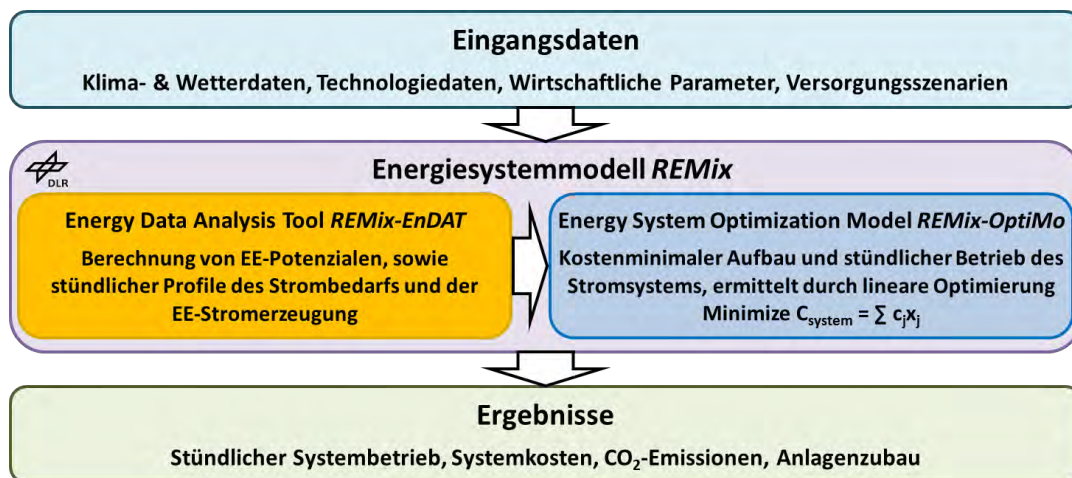 Eingangsdaten
Klima- & Wetterdaten, Technologiedaten, Wirtschaftliche Parameter, Versorgungsszenarien
DLR
Energiesystemmodell REMix
Energy Data Analysis Tool REMix-EnDAT
Berechnung von EE-Potenzialen, sowie
stündlicher Profile des Strombedarfs und der
EE-Stromerzeugung
Energy System Optimization Model REMix-OptiMo
Kostenminimaler Aufbau und stündlicher Betrieb des
Stromsystems, ermittelt durch lineare Optimierung
Minimize C_system = ∑ c_jx_j
Ergebnisse
Stündlicher Systembetrieb, Systemkosten, CO₂-Emissionen, Anlagenzubau